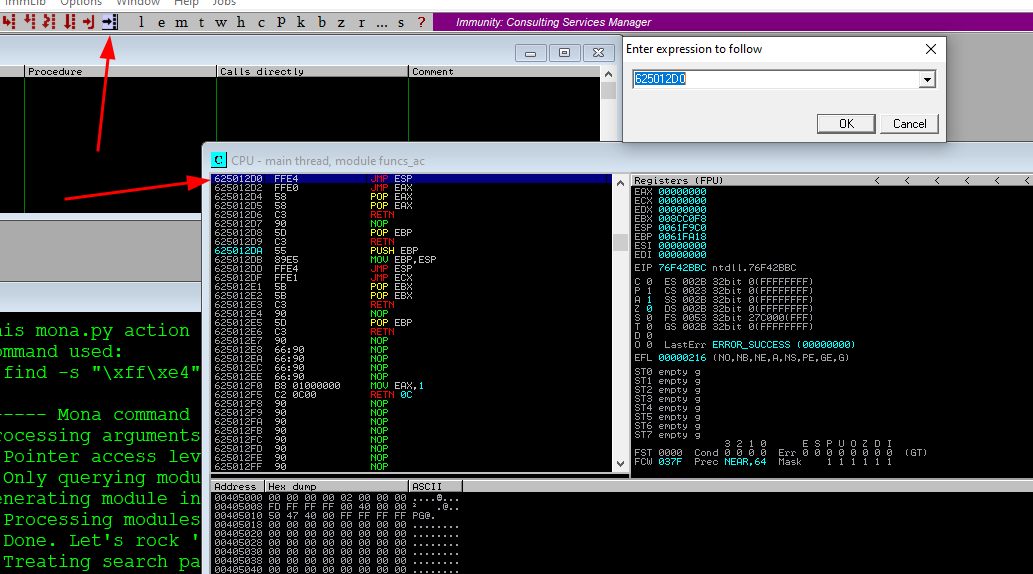 ImmLib Options Window Help Jobs
l e m t w h c P k b z r ... s ?
Immunity: Consulting Services Manager
Procedure Calls directly Comment
Enter expression to follow
625012D0
OK Cancel
C CPU - main thread, module funcs_ac
625012D0 FFE4 JMP ESP
625012D2 FFE0 JMP EAX
625012D4 58 POP EAX
625012D5 58 POP EAX
625012D6 C3 RETN
625012D7 90 NOP
625012D8 5D POP EBP
625012D9 C3 RETN
625012DA 55 PUSH EBP
625012DB 89E5 MOV EBP,ESP
625012DD FFE4 JMP ESP
625012DF FFE1 JMP ECX
625012E1 5B POP EBX
625012E2 5B POP EBX
625012E3 C3 RETN
625012E4 90 NOP
625012E5 5D POP EBP
625012E6 C3 RETN
625012E7 90 NOP
625012E8 66:90 NOP
625012EA 66:90 NOP
625012EC 66:90 NOP
625012EE 66:90 NOP
625012F0 B8 01000000 MOV EAX,1
625012F5 C2 0C00 RETN 0C
625012F8 90 NOP
625012F9 90 NOP
625012FA 90 NOP
625012FB 90 NOP
625012FC 90 NOP
625012FD 90 NOP
625012FE 90 NOP
625012FF 90 NOP
Registers (FPU) < < < < < <
EAX 00000000
ECX 00000000
EDX 00000000
EBX 008CC0F8
ESP 0061F9C0
EBP 0061FA18
ESI 00000000
EDI 00000000
EIP 76F42BBC ntdll.76F42BBC
C 0 ES 002B 32bit 0(FFFFFFFF)
P 1 CS 0023 32bit 0(FFFFFFFF)
A 1 SS 002B 32bit 0(FFFFFFFF)
Z 0 DS 002B 32bit 0(FFFFFFFF)
S 0 FS 0053 32bit 27C000(FFF)
T 0 GS 002B 32bit 0(FFFFFFFF)
D 0
O 0 LastErr ERROR_SUCCESS (00000000)
EFL 00000216 (NO,NB,NE,A,NS,PE,GE,G)
ST0 empty g
ST1 empty g
ST2 empty g
ST3 empty g
ST4 empty g
ST5 empty g
ST6 empty g
ST7 empty g
3 2 1 0 E S P U O Z D I
FST 0000 Cond 0 0 0 0 Err 0 0 0 0 0 0 0 0 (GT)
FCW 037F Prec NEAR,64 Mask 1 1 1 1 1 1
Address Hex dump ASCII
00405000 00 00 00 00 02 00 00 00 ....@...
00405008 FD FF FF FF 00 40 00 00 ² .@..
00405010 50 47 40 00 FF FF FF FF PG@.
00405018 00 00 00 00 00 00 00 00 ........
00405020 00 00 00 00 00 00 00 00 ........
00405028 00 00 00 00 00 00 00 00 ........
00405030 00 00 00 00 00 00 00 00 ........
00405038 00 00 00 00 00 00 00 00 ........
00405040 00 00 00 00 00 00 00 00 ........
his mona.py action
ommand used:
find -s "\xff\xe4"
----- Mona command
rocessing arguments
Pointer access lev
Only querying modu
enerating module in
Processing modules
Done. Let's rock '
Treating search pa